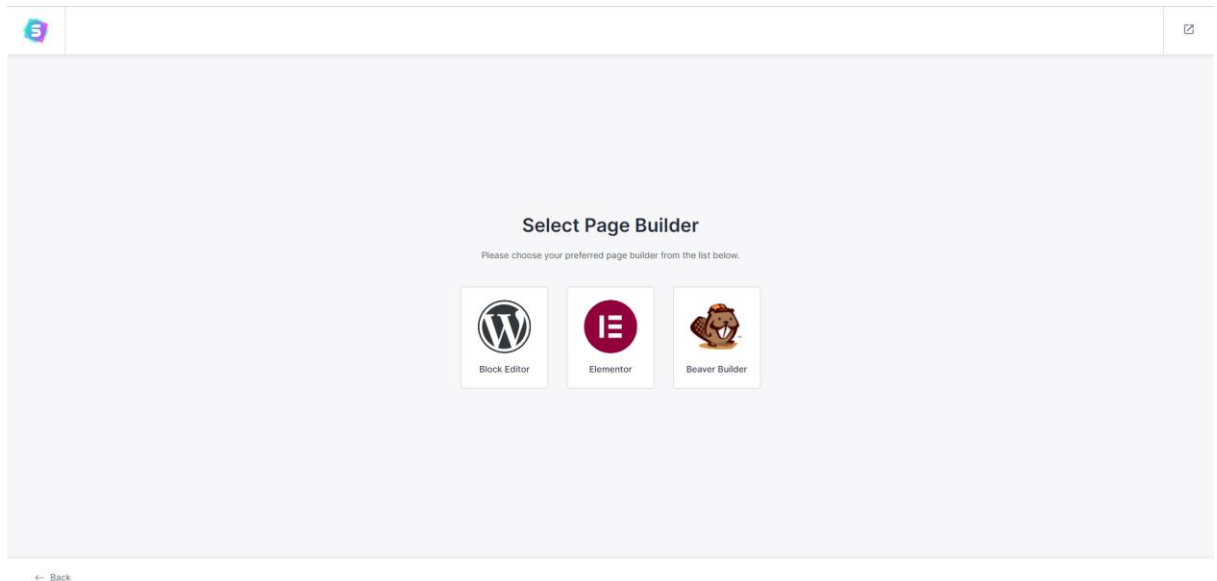 Select Page Builder
Please choose your preferred page builder from the list below.
Block Editor
Elementor
Beaver Builder
← Back